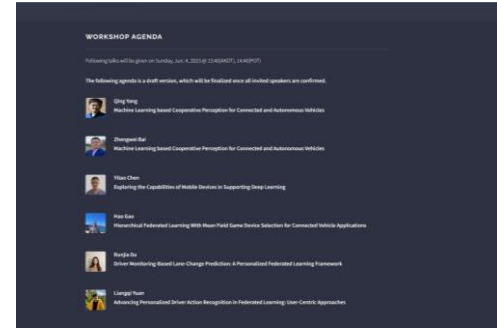 WORKSHOP AGENDA
Following talks will be given on Sunday, Jun. 4, 2023 @ 13:40(AKDT), 14:40(PDT)
The following agenda is a draft version, which will be finalized once all invited speakers are confirmed.
Qing Yang
Machine Learning based Cooperative Perception for Connected and Autonomous Vehicles
Zhengwei Bai
Machine Learning based Cooperative Perception for Connected and Autonomous Vehicles
Yitao Chen
Exploring the Capabilities of Mobile Devices in Supporting Deep Learning
Hao Gao
Hierarchical Federated Learning With Mean Field Game Device Selection for Connected Vehicle Applications
Runjia Du
Driver Monitoring-Based Lane-Change Prediction: A Personalized Federated Learning Framework
Liangqi Yuan
Advancing Personalized Driver Action Recognition in Federated Learning: User-Centric Approaches